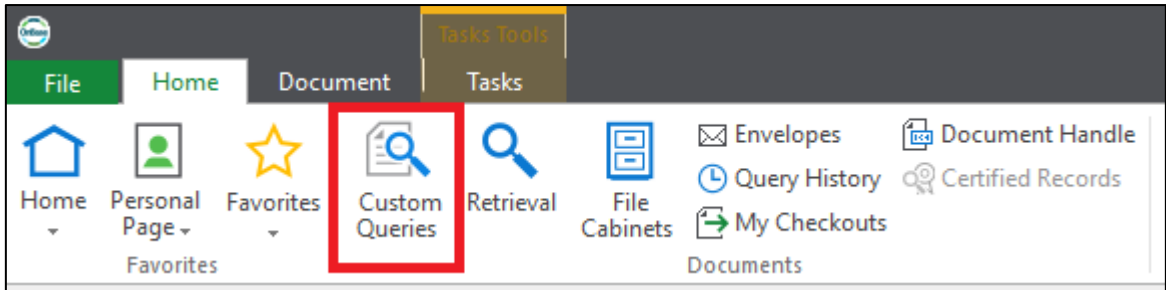 OnBase
Tasks Tools
File
Home
Document
Tasks
Home
Personal
Page
Favorites
Custom
Queries
Retrieval
File
Cabinets
Envelopes
Query History
My Checkouts
Document Handle
Certified Records
Favorites
Documents